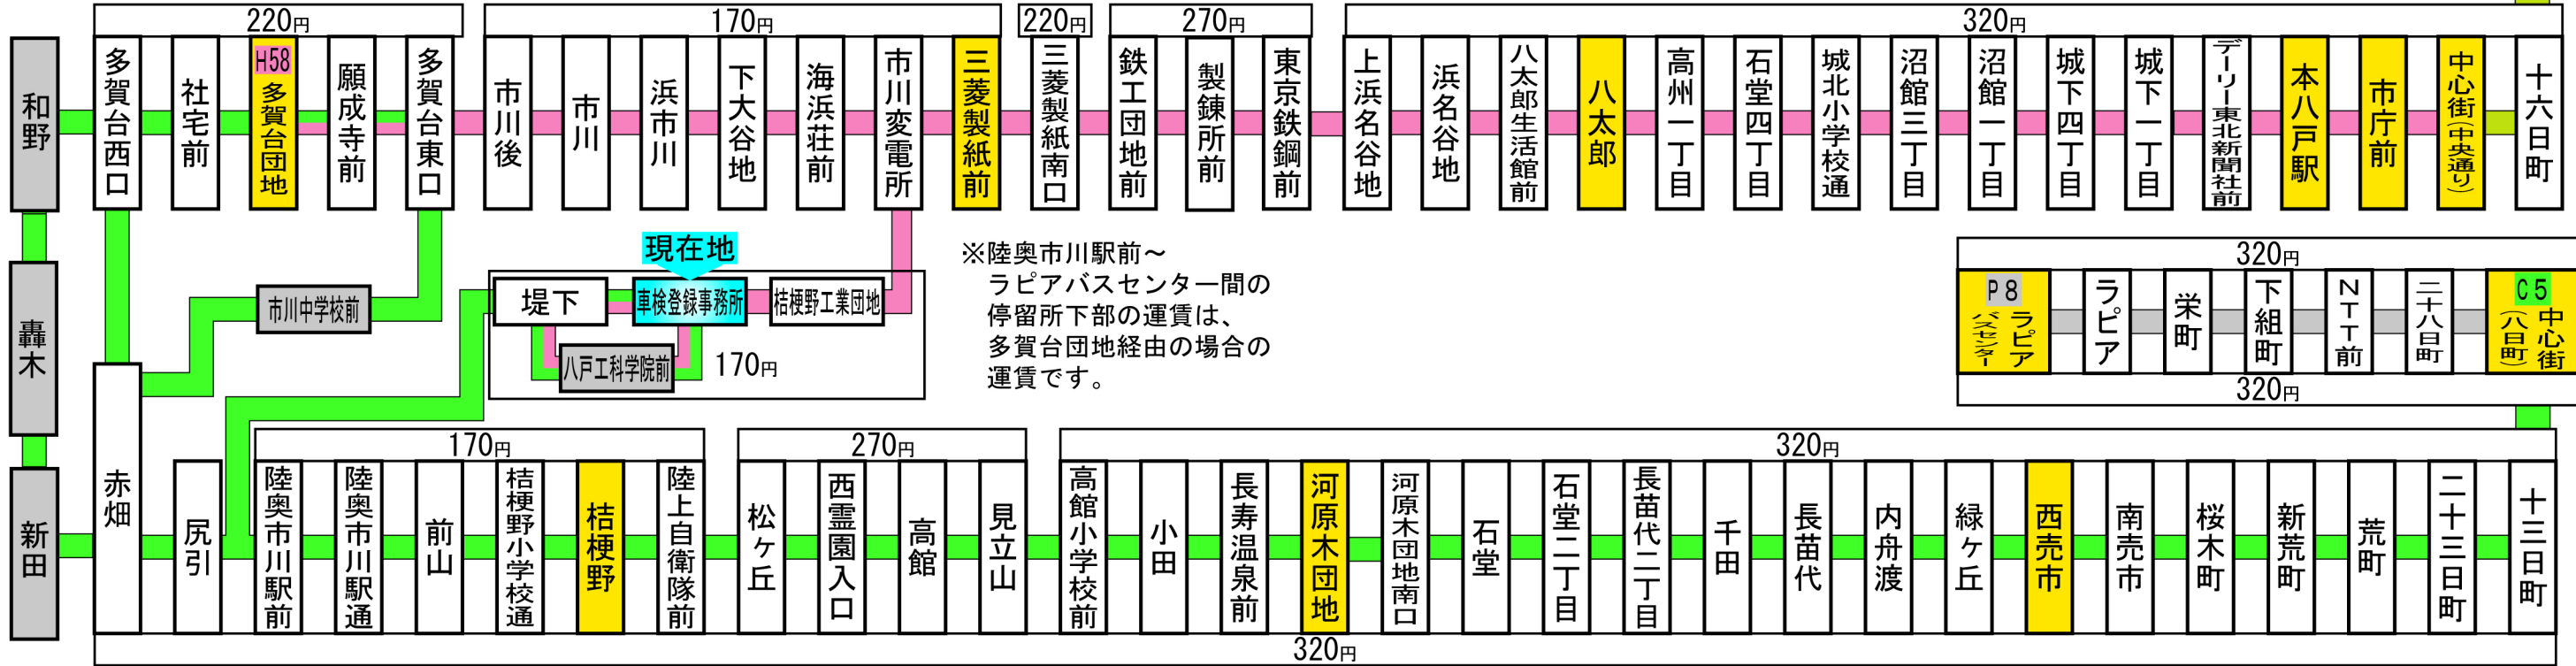 220円
170円
220円
270円
320円
和野
多賀台西口
社宅前
H58
多賀台団地
願成寺前
多賀台東口
市川後
市川
浜市川
下大谷地
海浜荘前
市川変電所
三菱製紙前
三菱製紙南口
鉄工団地前
製錬所前
東京鉄鋼前
上浜名谷地
浜名谷地
八太郎生活館前
八太郎
高州一丁目
石堂四丁目
城北小学校通
沼館三丁目
沼館一丁目
城下四丁目
城下一丁目
デーリー東北新聞社前
本八戸駅
市庁前
中心街(中央通り)
十六日町
轟木
市川中学校前
現在地
堤下
車検登録事務所
桔梗野工業団地
八戸工科学院前
170円
※陸奥市川駅前～
ラピアバスセンター間の
停留所下部の運賃は、
多賀台団地経由の場合の
運賃です。
320円
P8
ラピア
バスセンター
ラピア
栄町
下組町
NTT前
二十八日町
C5
中心街
(八日町)
320円
170円
270円
320円
新田
赤畑
尻引
陸奥市川駅前
陸奥市川駅通
前山
桔梗野小学校通
桔梗野
陸上自衛隊前
松ヶ丘
西霊園入口
高館
見立山
高館小学校前
小田
長寿温泉前
河原木団地
河原木団地南口
石堂
石堂二丁目
長苗代二丁目
千田
長苗代
内舟渡
緑ヶ丘
西売市
南売市
桜木町
新荒町
荒町
二十三日町
十三日町
320円